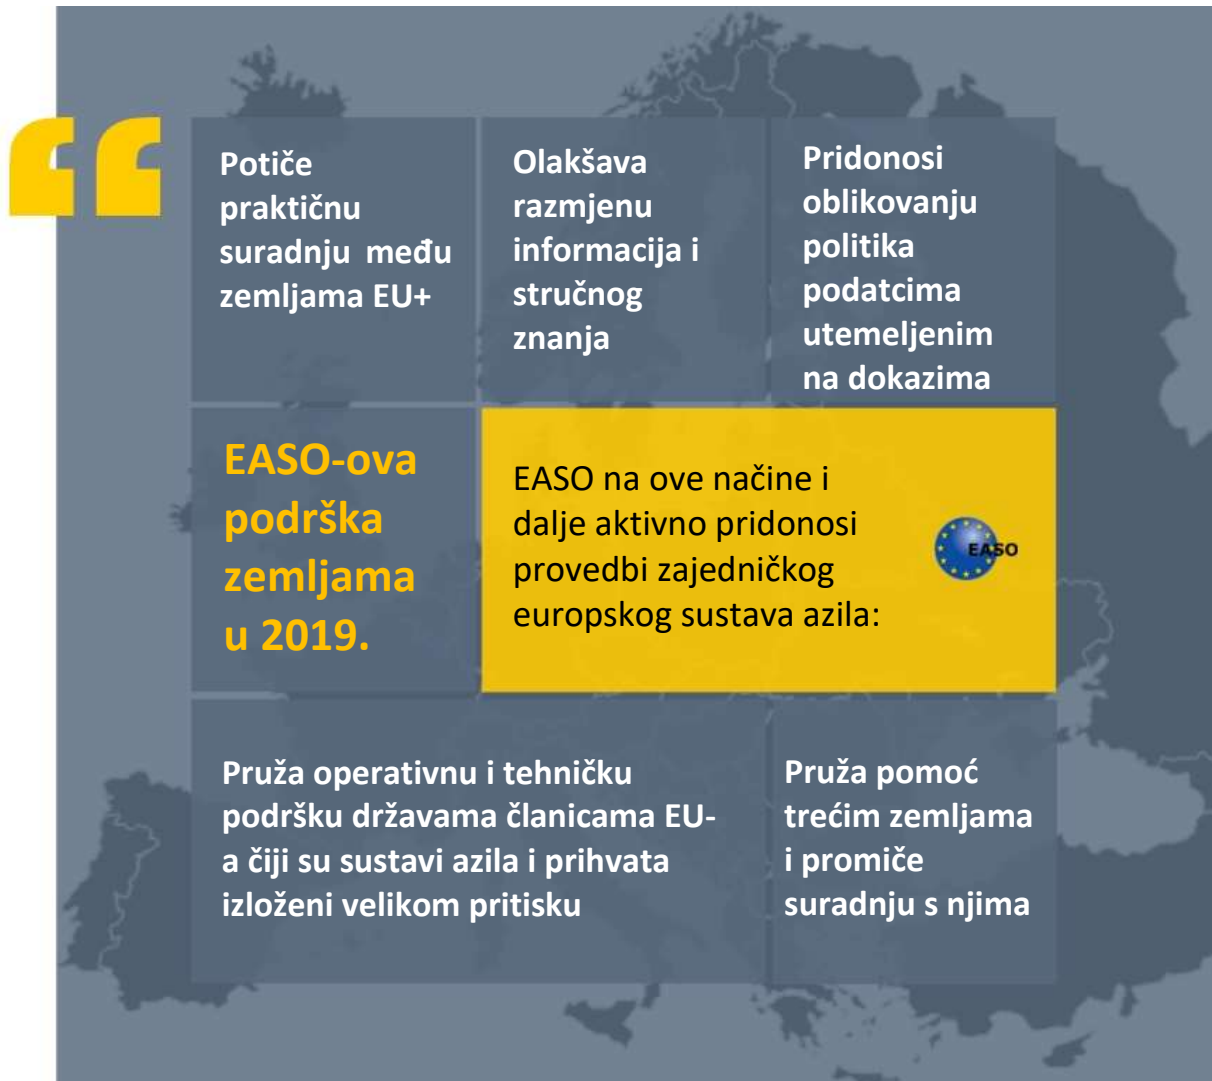 Potiče
praktičnu
suradnju među
zemljama EU+
Olakšava
razmjenu
informacija i
stručnog
znanja
Pridonosi
oblikovanju
politika
podatcima
utemeljenim
na dokazima
EASO-ova
podrška
zemljama
u 2019.
EASO na ove načine i
dalje aktivno pridonosi
provedbi zajedničkog
europskog sustava azila:
EASO
Pruža operativnu i tehničku
podršku državama članicama EU-
a čiji su sustavi azila i prihvata
izloženi velikom pritisku
Pruža pomoć
trećim zemljama
i promiče
suradnju s njima